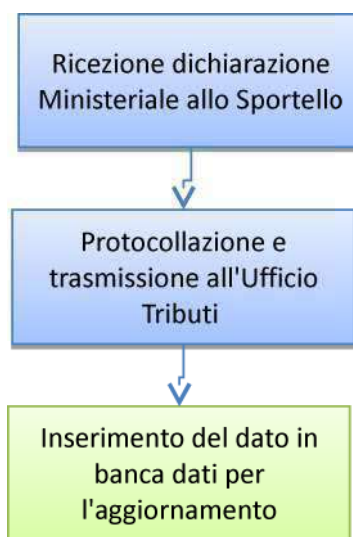 Ricezione dichiarazione
Ministeriale allo Sportello
Protocollazione e
trasmissione all'Ufficio
Tributi
Inserimento del dato in
banca dati per
l'aggiornamento